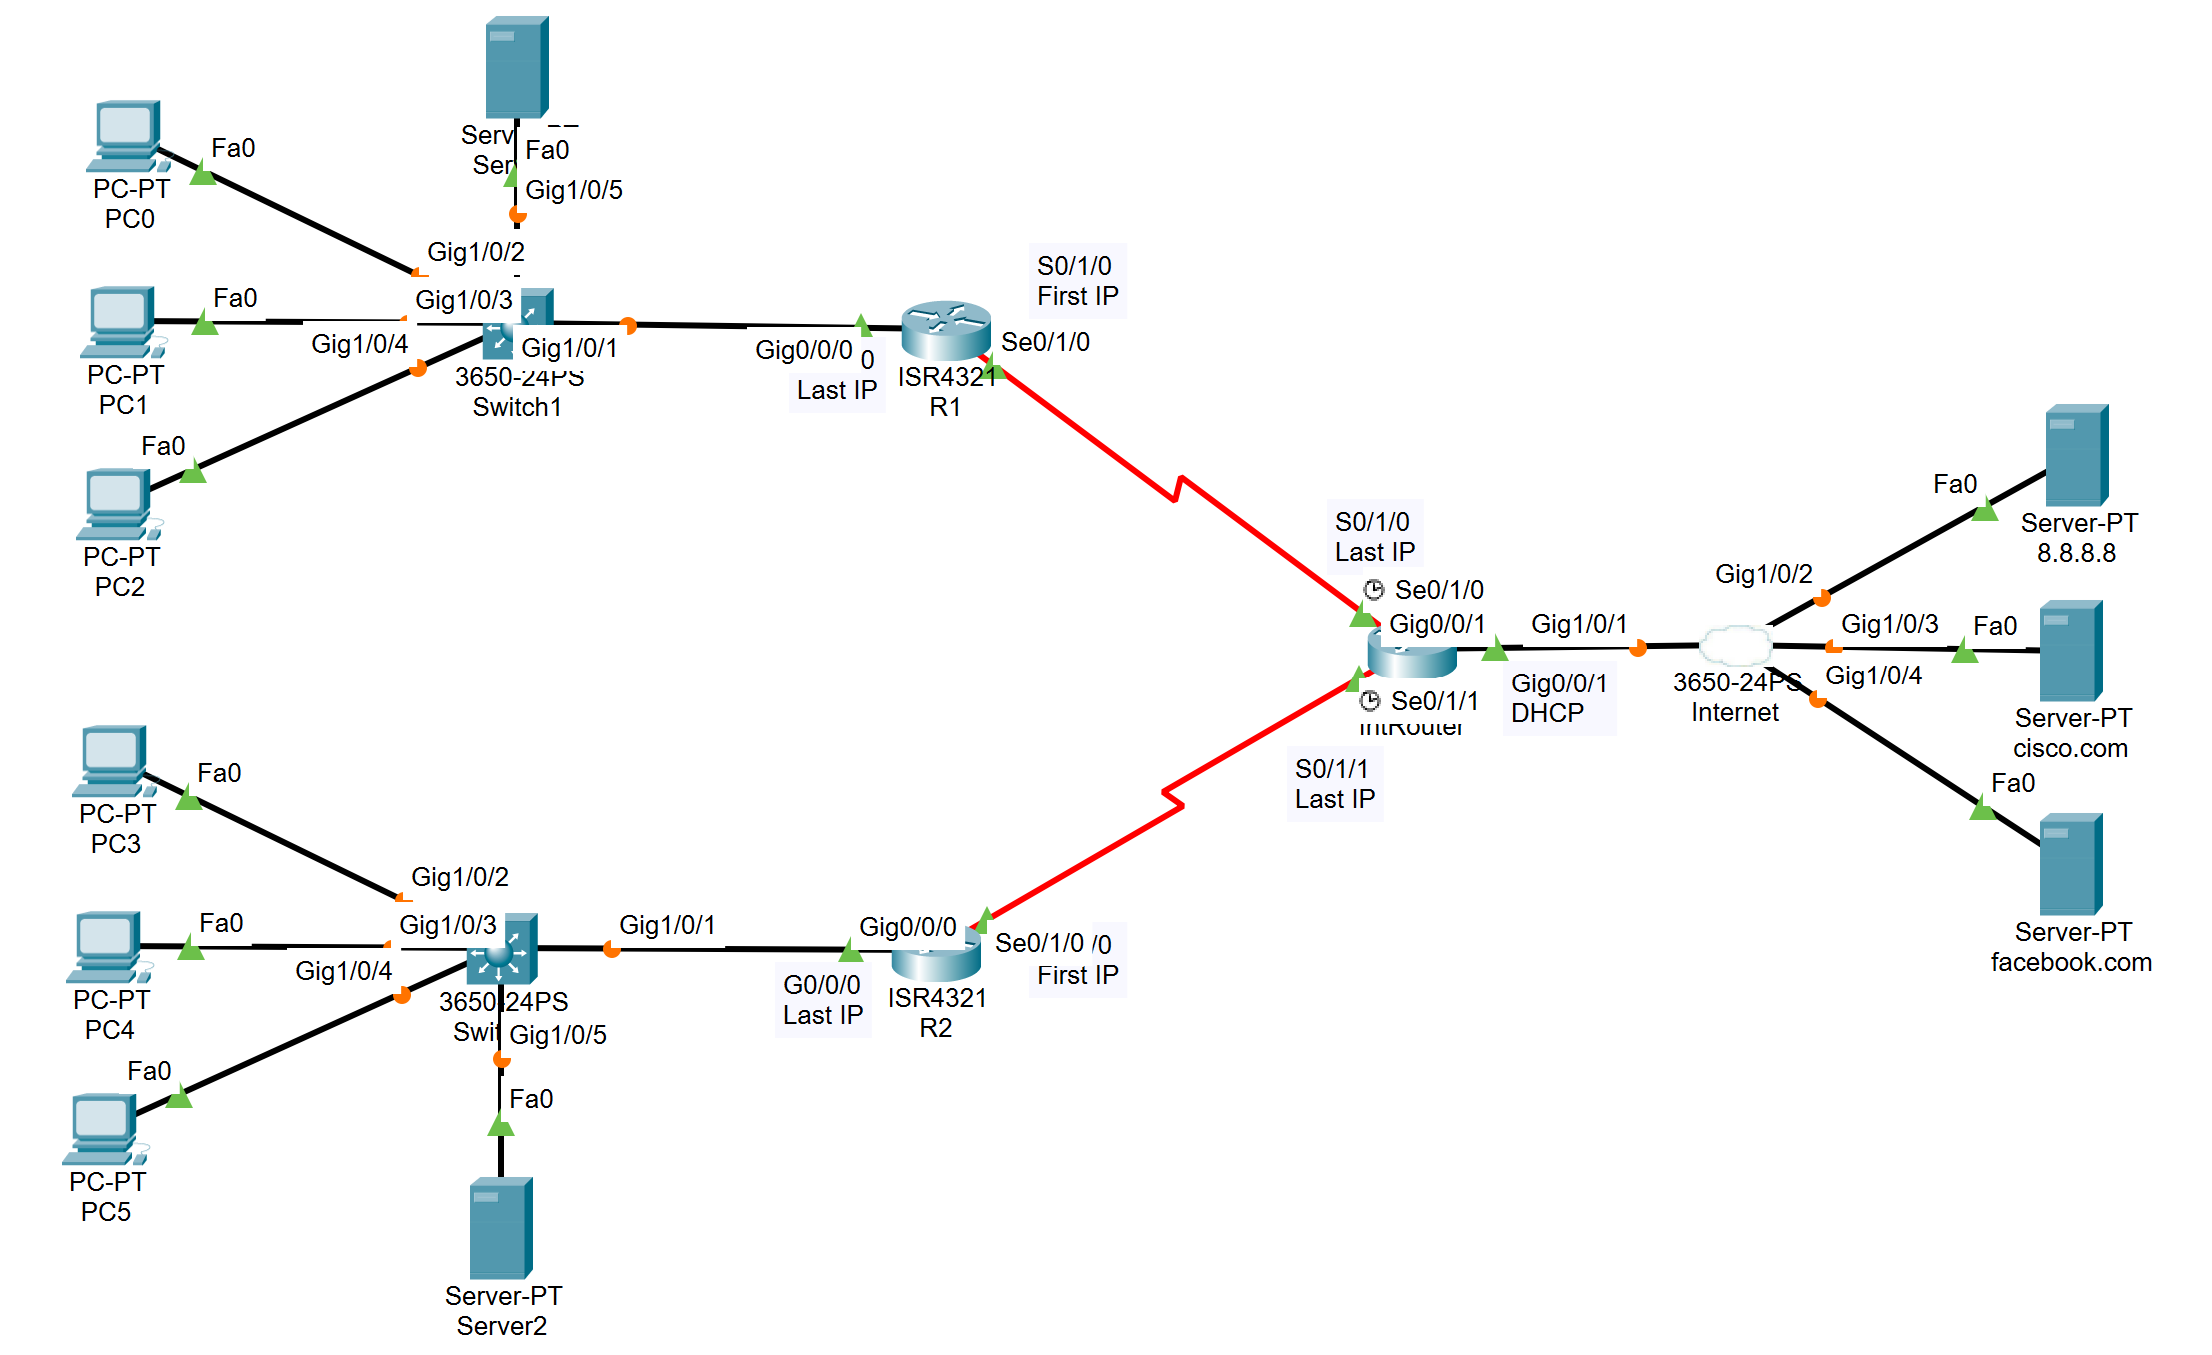 Fa0
PC-PT
PC0
Fa0
Gig1/0/5
Gig1/0/2
Fa0
Gig1/0/3
Gig1/0/4
Gig1/0/1
PC-PT
PC1
3650-24PS
Switch1
Fa0
PC-PT
PC2
Gig0/0/0
0
Last IP
ISR4321
R1
S0/1/0
First IP
Se0/1/0
S0/1/0
Last IP
Se0/1/0
Gig0/0/1
Gig1/0/1
Se0/1/1
IntRouter
Gig0/0/1
DHCP
S0/1/1
Last IP
3650-24PS
Internet
Gig1/0/2
Fa0
Server-PT
8.8.8.8
Gig1/0/3
Fa0
Gig1/0/4
Server-PT
cisco.com
Fa0
Server-PT
facebook.com
Fa0
PC-PT
PC3
Gig1/0/2
Fa0
Gig1/0/3
Gig1/0/4
Gig1/0/1
PC-PT
PC4
3650-24PS
Gig1/0/5
Fa0
PC-PT
PC5
Fa0
Server-PT
Server2
Gig0/0/0
G0/0/0
Last IP
ISR4321
R2
Se0/1/0
/0
First IP